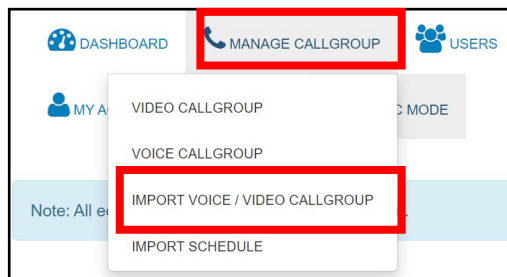 DASHBOARD MANAGE CALLGROUP USERS
MY A C MODE
VIDEO CALLGROUP
VOICE CALLGROUP
IMPORT VOICE / VIDEO CALLGROUP
Note: All e .
IMPORT SCHEDULE